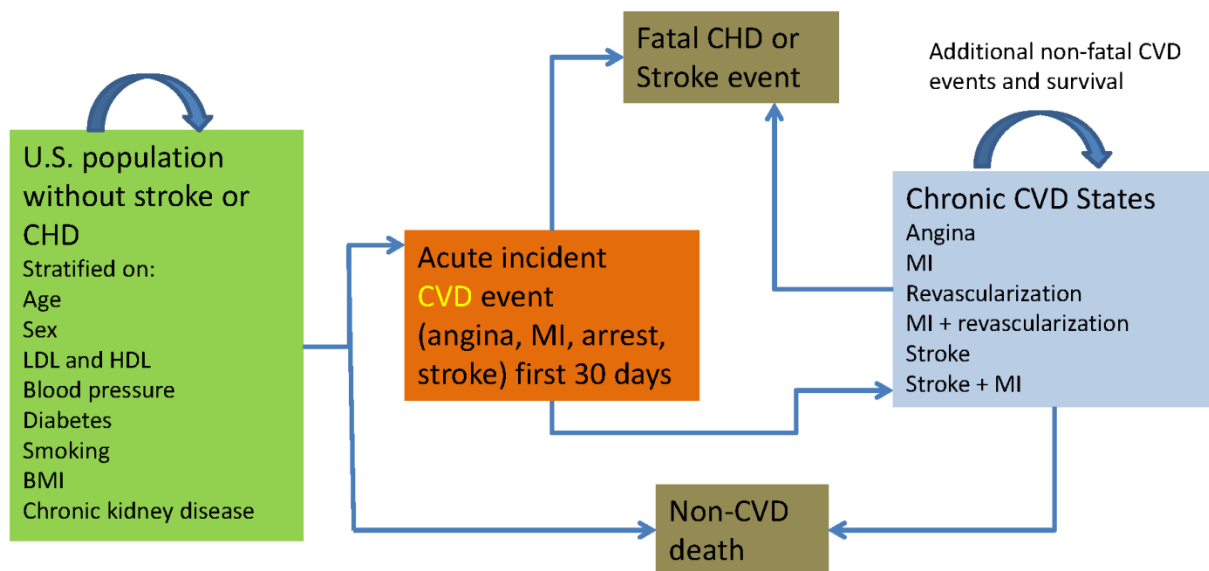 U.S. population
without stroke or
CHD
Stratified on:
Age
Sex
LDL and HDL
Blood pressure
Diabetes
Smoking
BMI
Chronic kidney disease
Acute incident
CVD event
(angina, MI, arrest,
stroke) first 30 days
Fatal CHD or
Stroke event
Additional non-fatal CVD
events and survival
Chronic CVD States
Angina
MI
Revascularization
MI + revascularization
Stroke
Stroke + MI
Non-CVD
death